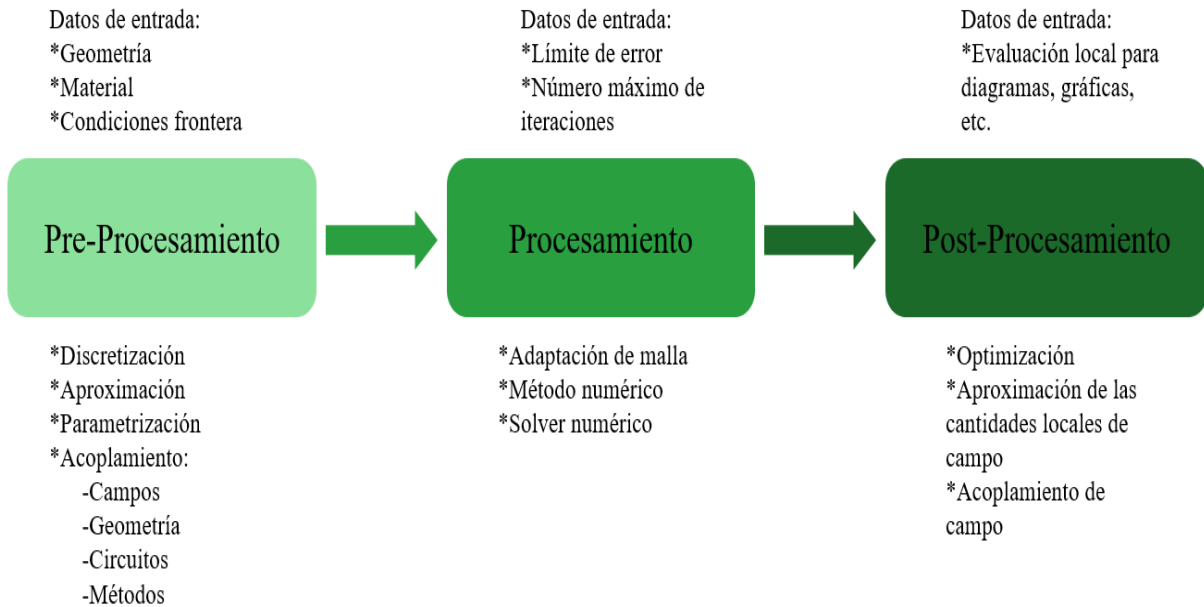 Datos de entrada:
*Geometría
*Material
*Condiciones frontera
Pre-Procesamiento
*Discretización
*Aproximación
*Parametrización
*Acoplamiento:
-Campos
-Geometría
-Circuitos
-Métodos
Datos de entrada:
*Límite de error
*Número máximo de
iteraciones
Procesamiento
*Adaptación de malla
*Método numérico
*Solver numérico
Datos de entrada:
*Evaluación local para
diagramas, gráficas,
etc.
Post-Procesamiento
*Optimización
*Aproximación de las
cantidades locales de
campo
*Acoplamiento de
campo